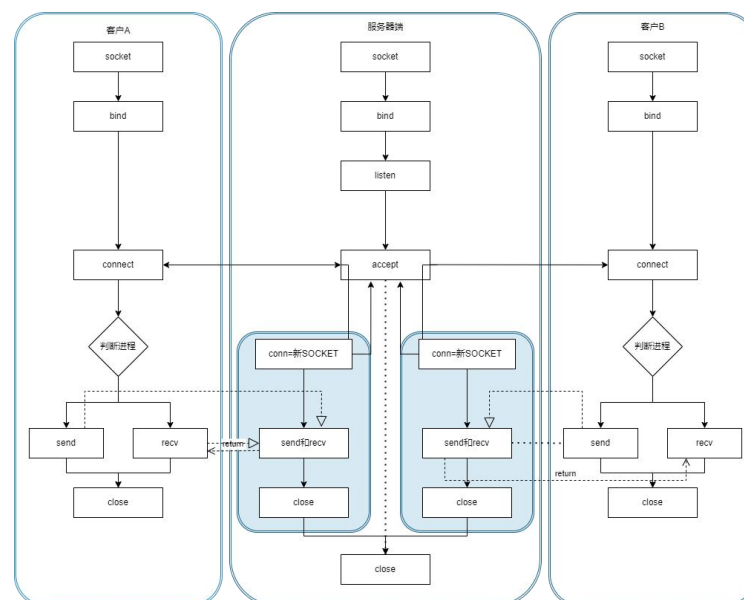 客户A
服务器端
客户B
socket
socket
socket
bind
bind
bind
listen
connect
accept
connect
判断进程
conn=新SOCKET
conn=新SOCKET
判断进程
send
recv
return
send和recv
send和recv
send
recv
return
close
close
close
close
close